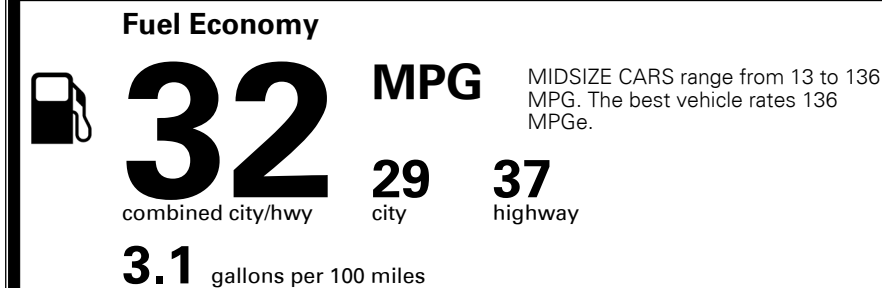 Fuel Economy
32
MPG
MIDSIZE CARS range from 13 to 136
MPG. The best vehicle rates 136
MPGe.
combined city/hwy
29
city
37
highway
3.1 gallons per 100 miles